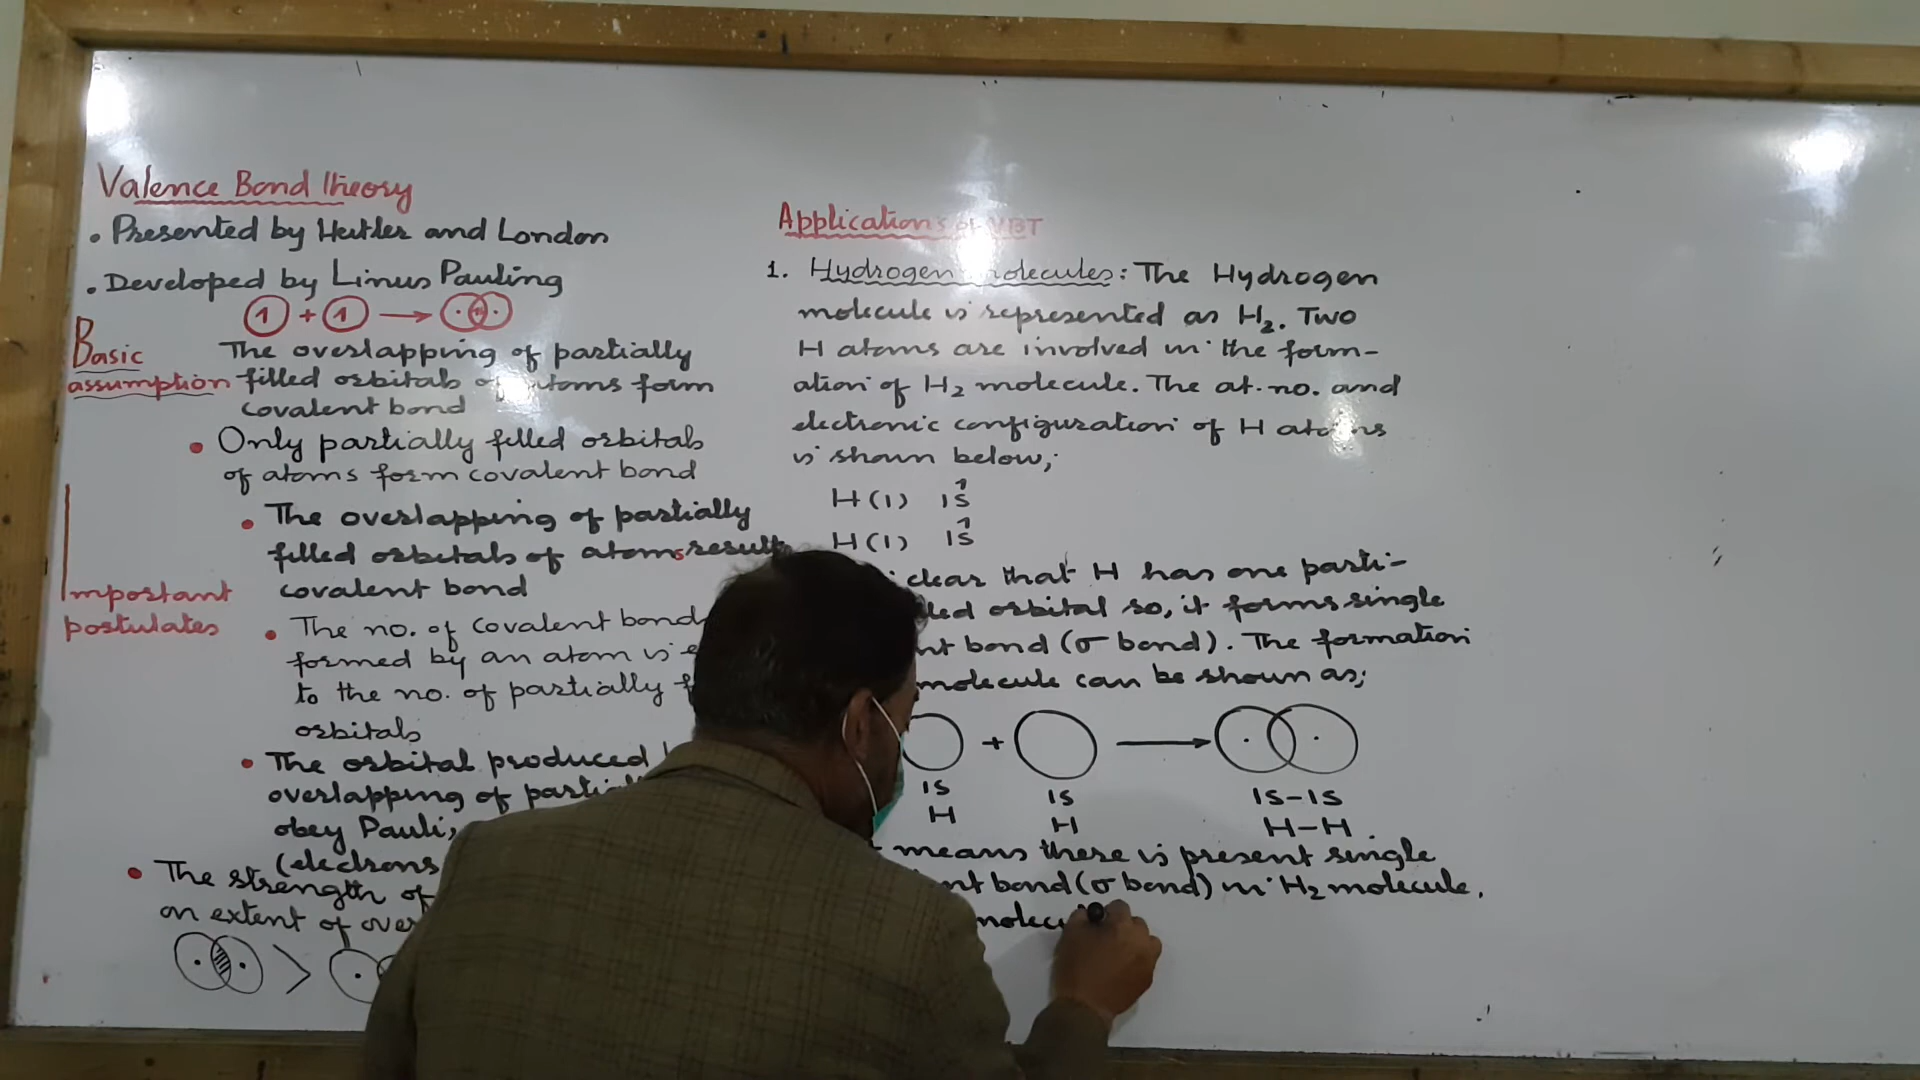 Valence Bond theory
. Presented by Heitler and London
. Developed by Linus Pauling
1 + 1 → 1
Basic
assumption
The overlapping of partially
filled orbitals of atoms form
covalent bond
• Only partially filled orbitals
of atoms form covalent bond
Important
postulates
• The overlapping of partially
filled orbitals of atoms result
covalent bond
• The no. of covalent bonds
formed by an atom is
to the no. of partially
orbitals
• The orbital produced
overlapping of
obey Pauli,
(electrons
• The strength of
on extent of
>
Applications of VBT
1. Hydrogen molecules: The Hydrogen
molecule is represented as H₂. Two
H atoms are involved in the form-
ation of H₂ molecule. The at. no. and
electronic configuration of H atoms
is shown below;
H(1) 1S↑
H(1) 1S↑
clear that H has one parti-
orbital so, it forms single
bond (σ bond). The formation
molecule can be shown as;
+ →
1S 1S 1S-1S
H H H-H
means there is present single
bond (σ bond) in H₂ molecule.